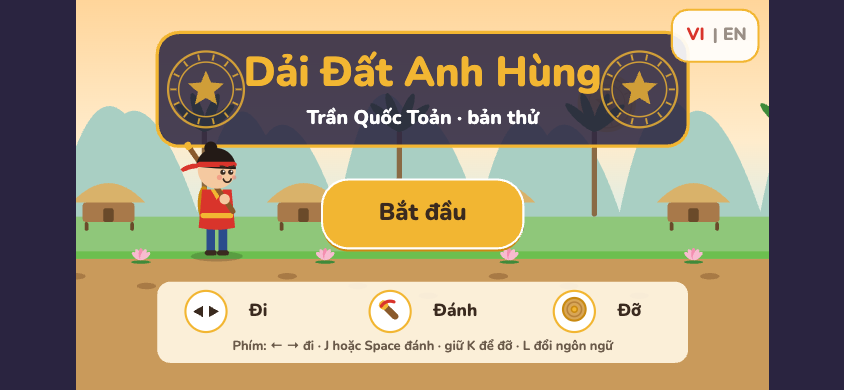 VI | EN
Dải Đất Anh Hùng
Trần Quốc Toản · bản thử
Bắt đầu
Đi
Đánh
Đỡ
Phím: ← → đi · J hoặc Space đánh · giữ K để đỡ · L đổi ngôn ngữ